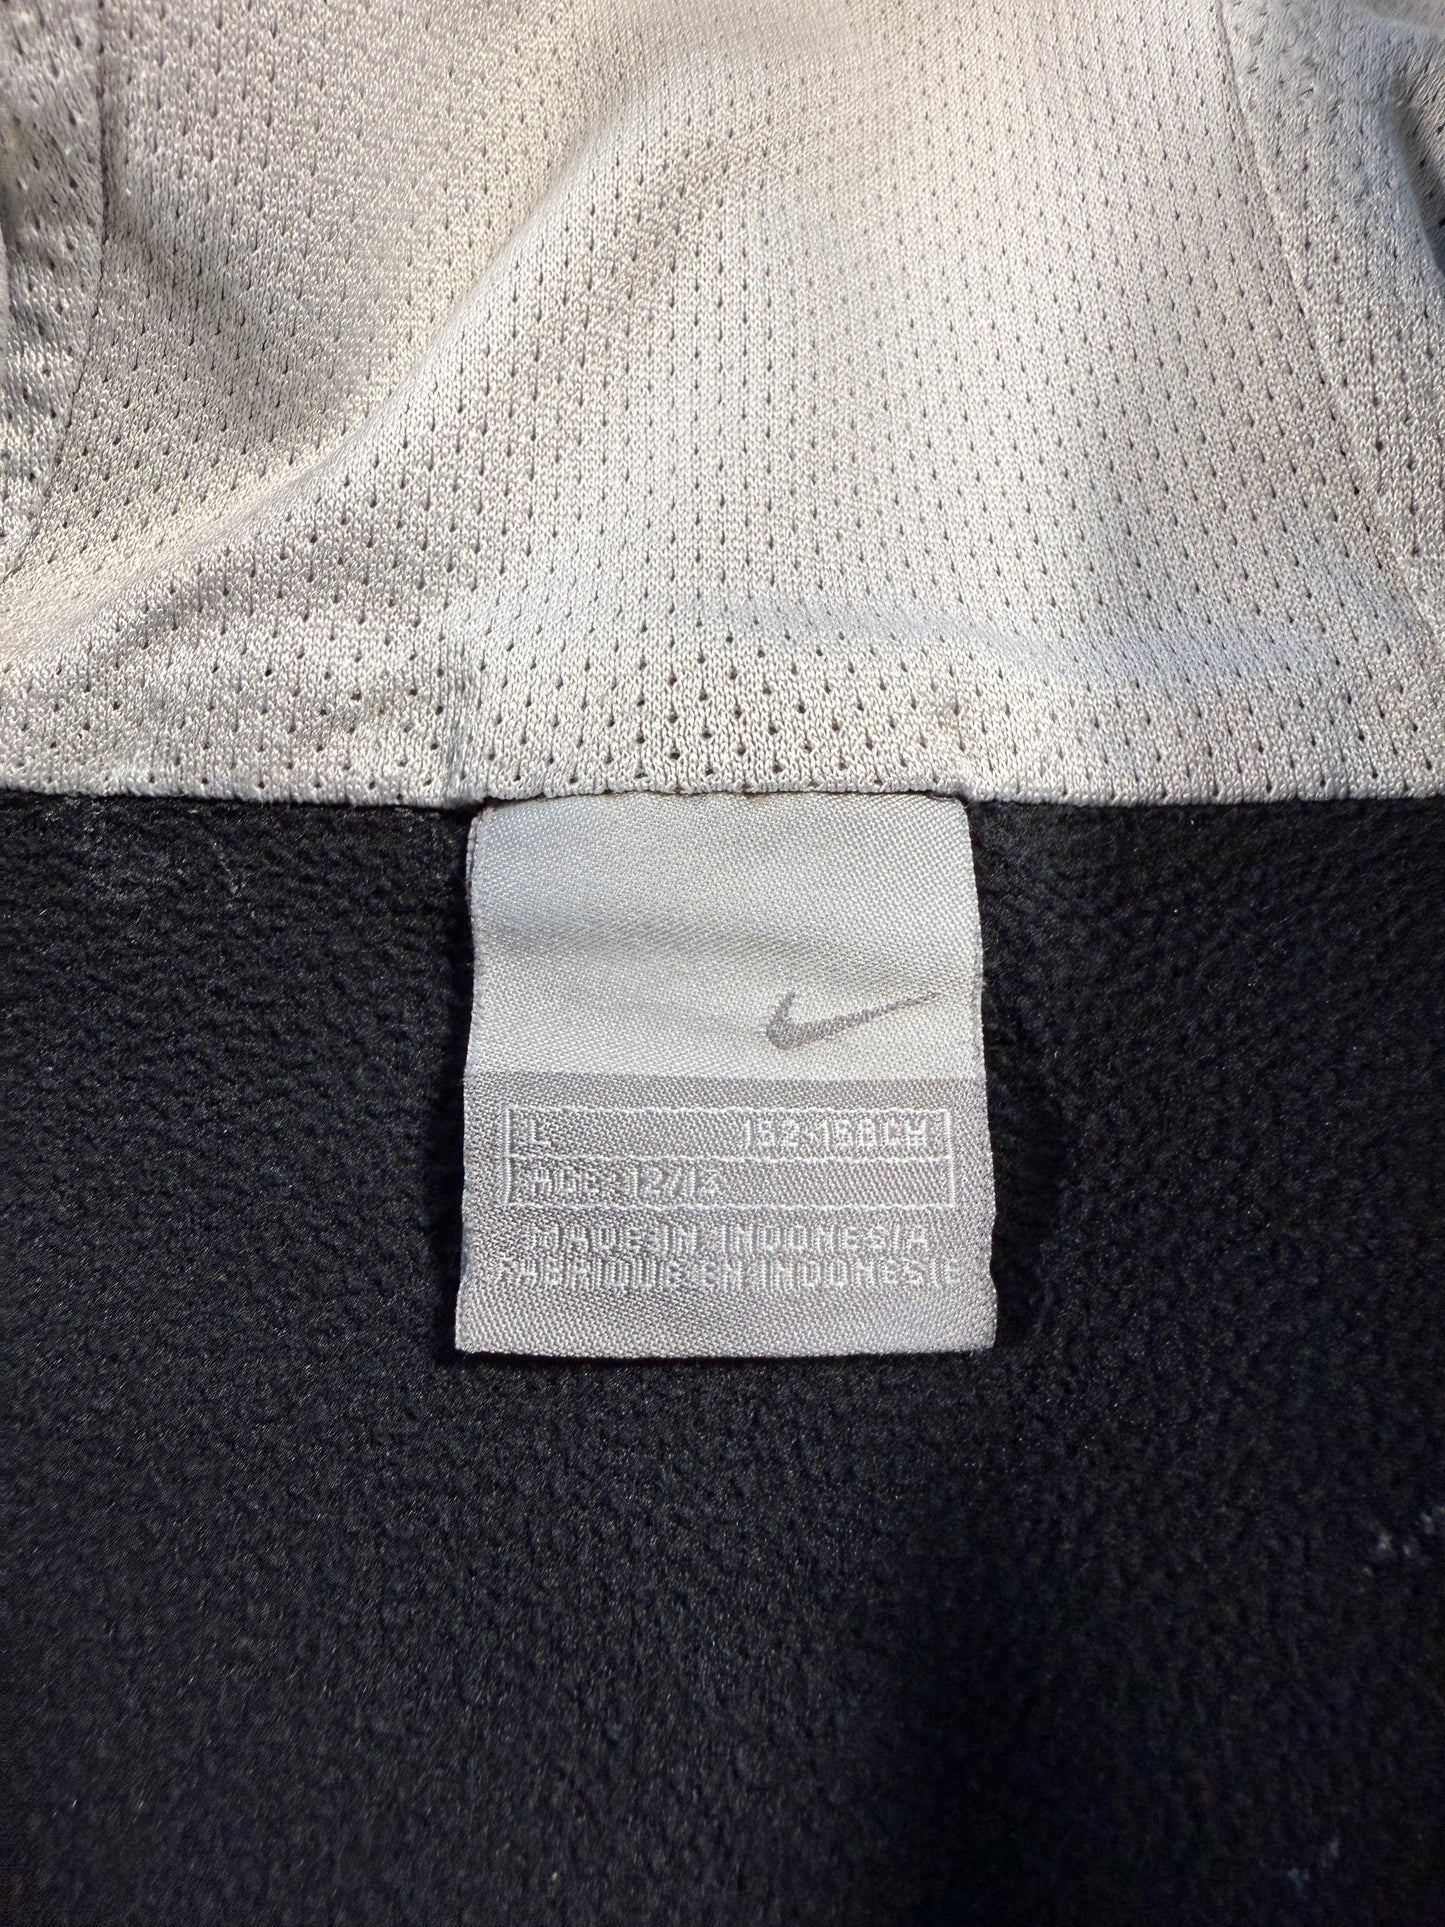 L 152-158CM
AGE 12/13
MADE IN INDONESIA
FABRIQUE EN INDONESIE